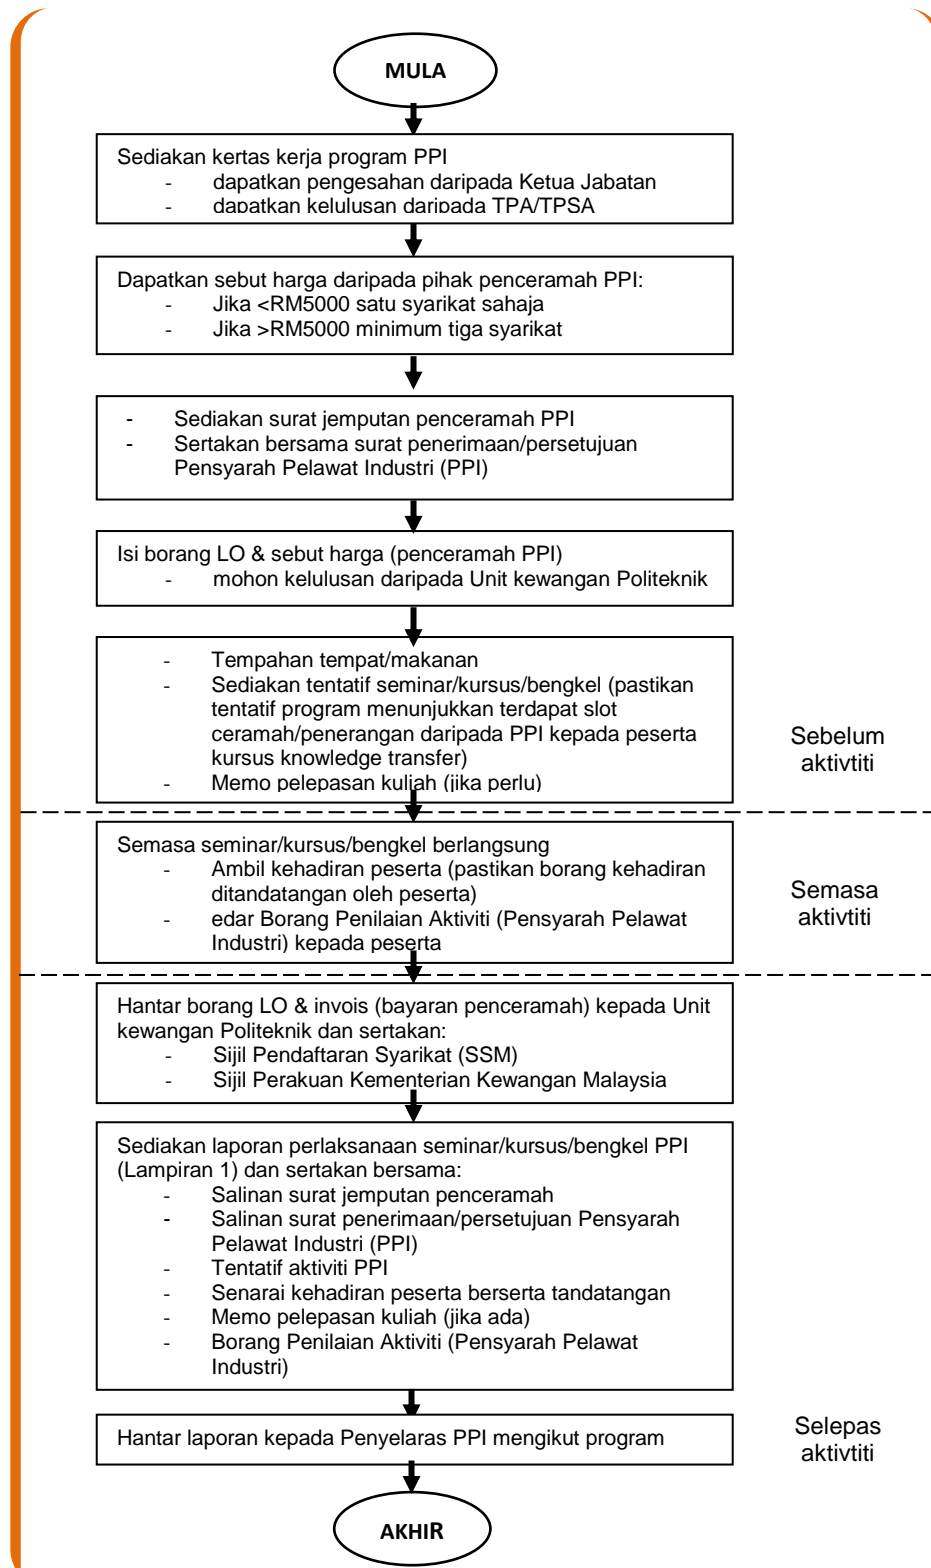 MULA
Sediakan kertas kerja program PPI
- dapatkan pengesahan daripada Ketua Jabatan
- dapatkan kelulusan daripada TPA/TPSA
Dapatkan sebut harga daripada pihak penceramah PPI:
- Jika <RM5000 satu syarikat sahaja
- Jika >RM5000 minimum tiga syarikat
- Sediakan surat jemputan penceramah PPI
- Sertakan bersama surat penerimaan/persetujuan
Pensyarah Pelawat Industri (PPI)
Isi borang LO & sebut harga (penceramah PPI)
- mohon kelulusan daripada Unit kewangan Politeknik
- Tempahan tempat/makanan
- Sediakan tentatif seminar/kursus/bengkel (pastikan
tentatif program menunjukkan terdapat slot
ceramah/penerangan daripada PPI kepada peserta
kursus knowledge transfer)
- Memo pelepasan kuliah (jika perlu)
Sebelum
aktivtiti
Semasa seminar/kursus/bengkel berlangsung
- Ambil kehadiran peserta (pastikan borang kehadiran
ditandatangan oleh peserta)
- edar Borang Penilaian Aktiviti (Pensyarah Pelawat
Industri) kepada peserta
Semasa
aktivtiti
Hantar borang LO & invois (bayaran penceramah) kepada Unit
kewangan Politeknik dan sertakan:
- Sijil Pendaftaran Syarikat (SSM)
- Sijil Perakuan Kementerian Kewangan Malaysia
Sediakan laporan perlaksanaan seminar/kursus/bengkel PPI
(Lampiran 1) dan sertakan bersama:
- Salinan surat jemputan penceramah
- Salinan surat penerimaan/persetujuan Pensyarah
Pelawat Industri (PPI)
- Tentatif aktiviti PPI
- Senarai kehadiran peserta berserta tandatangan
- Memo pelepasan kuliah (jika ada)
- Borang Penilaian Aktiviti (Pensyarah Pelawat
Industri)
Hantar laporan kepada Penyelaras PPI mengikut program
Selepas
aktivtiti
AKHIR